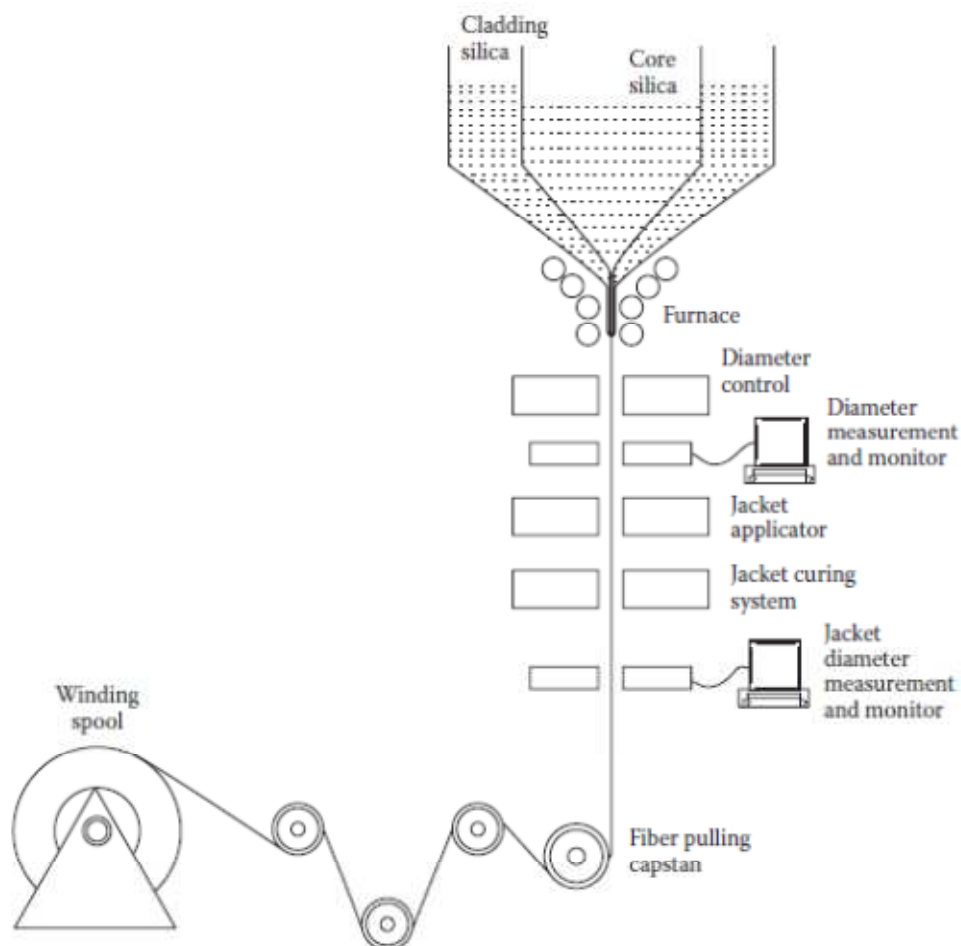 Cladding
silica
Core
silica
Furnace
Diameter
control
Diameter
measurement
and monitor
Jacket
applicator
Jacket curing
system
Jacket
diameter
measurement
and monitor
Winding
spool
Fiber pulling
capstan